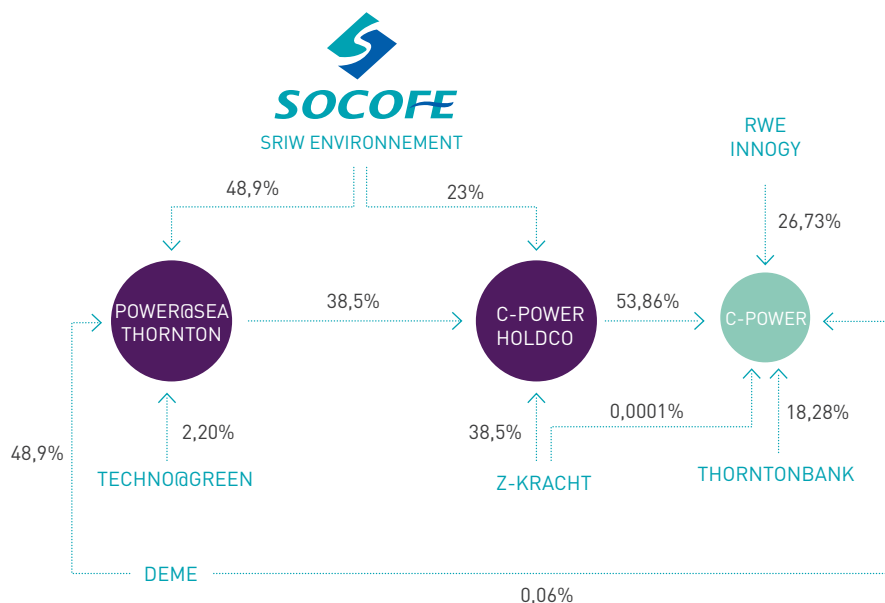 SOCOFE
SRIW ENVIRONNEMENT
RWE
INNOGY
48,9%
23%
26,73%
POWER@SEA
THORNTON
38,5%
C-POWER
HOLDCO
53,86%
C-POWER
0,0001%
18,28%
2,20%
38,5%
48,9%
TECHNO@GREEN
Z-KRACHT
THORNTONBANK
DEME
0,06%